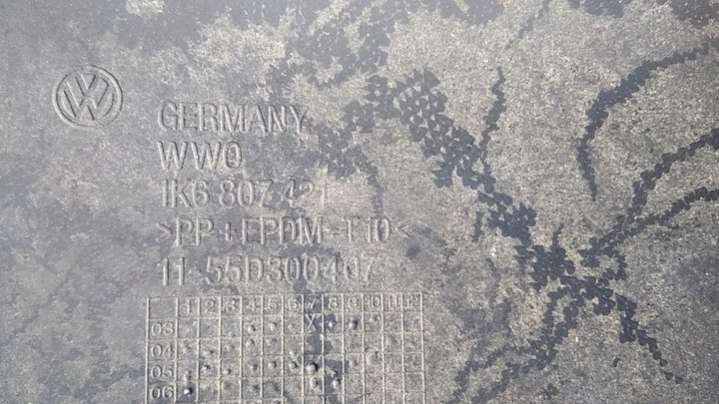 GERMANY
WWO
1K6 807 421
>PP+EPDM-T10<
11-55D300407
1 2 3 4 5 6 7 8 9 10 11 12
03 X
04
05
06